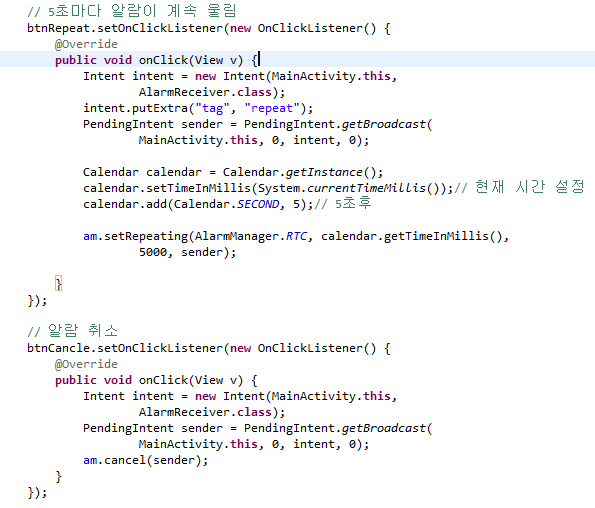 // 5초마다 알람이 계속 울림
btnRepeat.setOnClickListener(new OnClickListener() {
@Override
public void onClick(View v) {
Intent intent = new Intent(MainActivity.this,
AlarmReceiver.class);
intent.putExtra("tag", "repeat");
PendingIntent sender = PendingIntent.getBroadcast(
MainActivity.this, 0, intent, 0);
Calendar calendar = Calendar.getInstance();
calendar.setTimeInMillis(System.currentTimeMillis());// 현재 시간 설정
calendar.add(Calendar.SECOND, 5);// 5초후
am.setRepeating(AlarmManager.RTC, calendar.getTimeInMillis(),
5000, sender);
}
});
// 알람 취소
btnCancle.setOnClickListener(new OnClickListener() {
@Override
public void onClick(View v) {
Intent intent = new Intent(MainActivity.this,
AlarmReceiver.class);
PendingIntent sender = PendingIntent.getBroadcast(
MainActivity.this, 0, intent, 0);
am.cancel(sender);
}
});